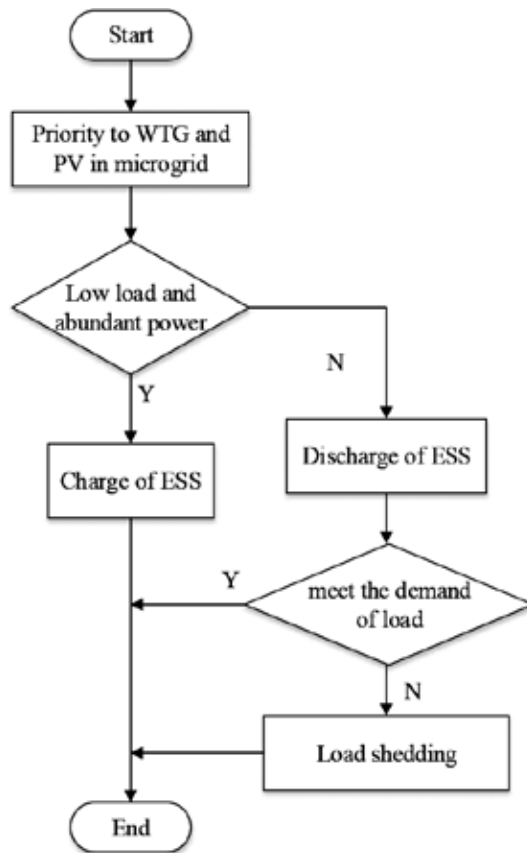 Start
Priority to WTG and
PV in microgrid
Low load and
abundant power
Y
N
Charge of ESS
Discharge of ESS
Y
meet the demand
of load
N
Load shedding
End